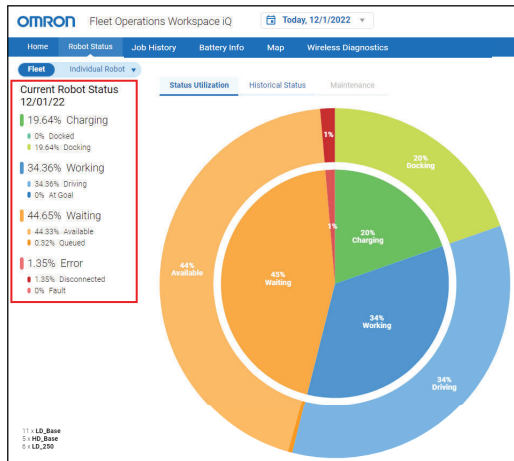 OMRON Fleet Operations Workspace iQ Today, 12/1/2022
Home Robot Status Job History Battery Info Map Wireless Diagnostics
Fleet Individual Robot
Status Utilization Historical Status Maintenance
Current Robot Status
12/01/22
19.64% Charging
0% Docked
19.64% Docking
34.36% Working
34.36% Driving
0% At Goal
44.65% Waiting
44.33% Available
0.32% Queued
1.35% Error
1.35% Disconnected
0% Fault
1%
20%
Docking
1%
20%
Charging
44%
Available
45%
Waiting
34%
Working
34%
Driving
11 x LD_Base
5 x HD_Base
6 x LD_250